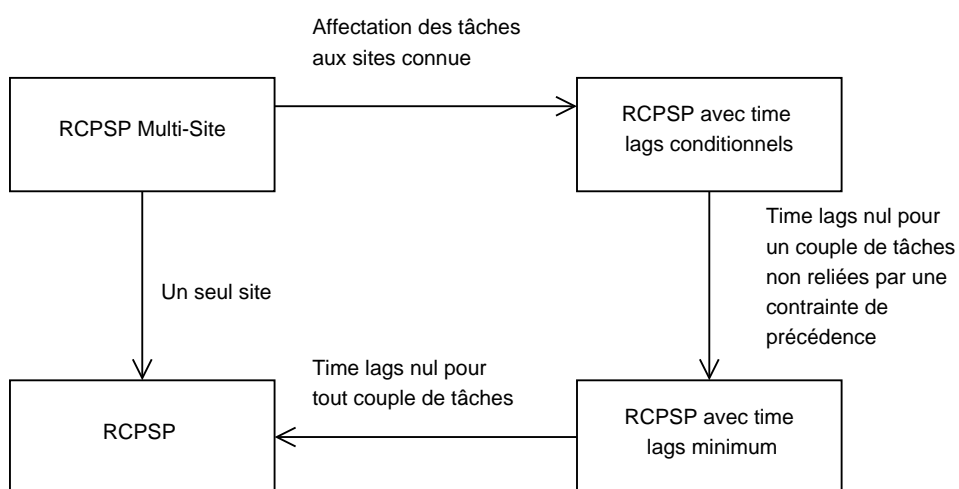 Affectation des tâches
aux sites connue
RCPSP Multi-Site
RCPSP avec time
lags conditionnels
Time lags nul pour
un couple de tâches
non reliées par une
contrainte de
précédence
Un seul site
Time lags nul pour
tout couple de tâches
RCPSP
RCPSP avec time
lags minimum